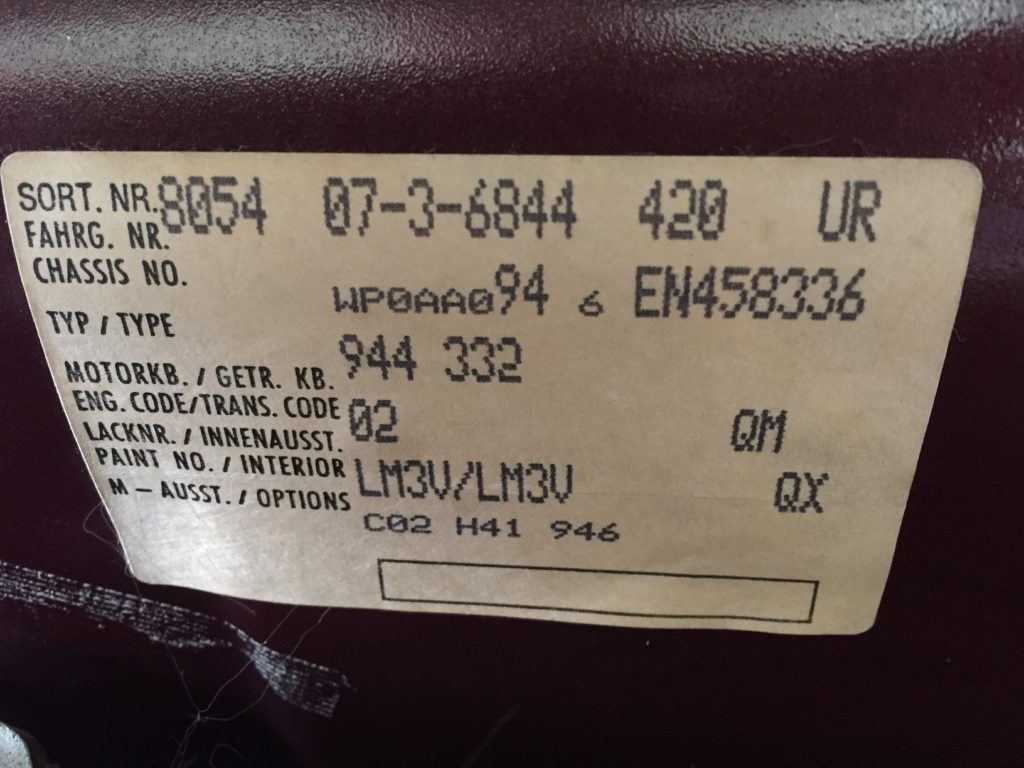 SORT. NR. 8054 07-3-6844 420 UR
FAHRG. NR.
CHASSIS NO. WP0AA094 6 EN458336
TYP / TYPE 944 332
MOTORKB. / GETR. KB.
ENG. CODE/TRANS. CODE 02 QM
LACKNR. / INNENAUSST.
PAINT NO. / INTERIOR LM3V/LM3V QX
M – AUSST. / OPTIONS
C02 H41 946